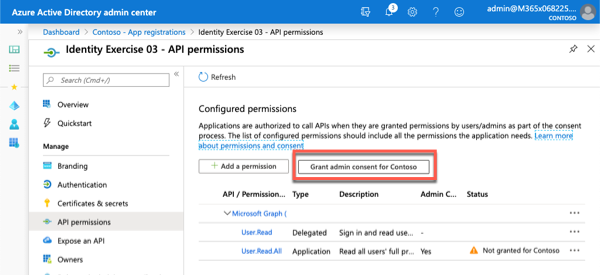 Azure Active Directory admin center
3
admin@M365x068225....
CONTOSO
Dashboard > Contoso - App registrations > Identity Exercise 03 - API permissions
Identity Exercise 03 - API permissions
Search (Cmd+/)
Overview
Quickstart
Manage
Branding
Authentication
Certificates & secrets
API permissions
Expose an API
Owners
Refresh
Configured permissions
Applications are authorized to call APIs when they are granted permissions by users/admins as part of the consent
process. The list of configured permissions should include all the permissions the application needs. Learn more
about permissions and consent
+ Add a permission
Grant admin consent for Contoso
API / Permission... Type Description Admin C... Status
Microsoft Graph (
User.Read Delegated Sign in and read use... -
User.Read.All Application Read all users' full pr... Yes Not granted for Contoso